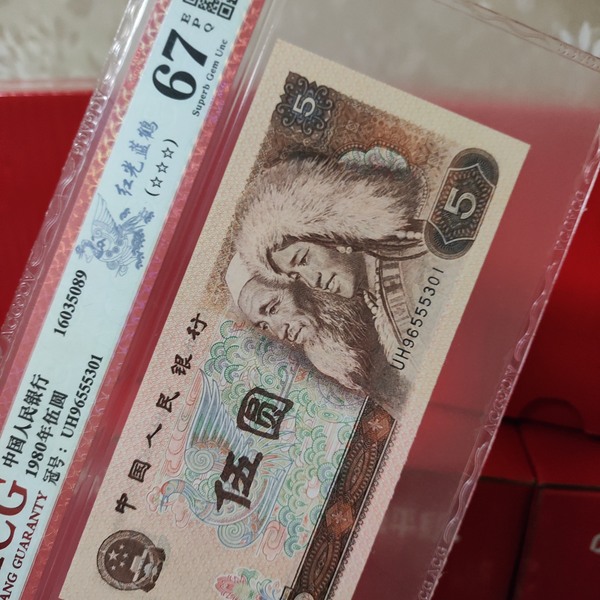 67
E
P Q
Superb Gem Unc
红光蓝鹤
(☆☆☆)
16035089
中国人民银行
1980年伍圆
冠号: UH96555301
CG
ANG GUARANTY
5
5
UH96555301
中国人民银行
伍圆